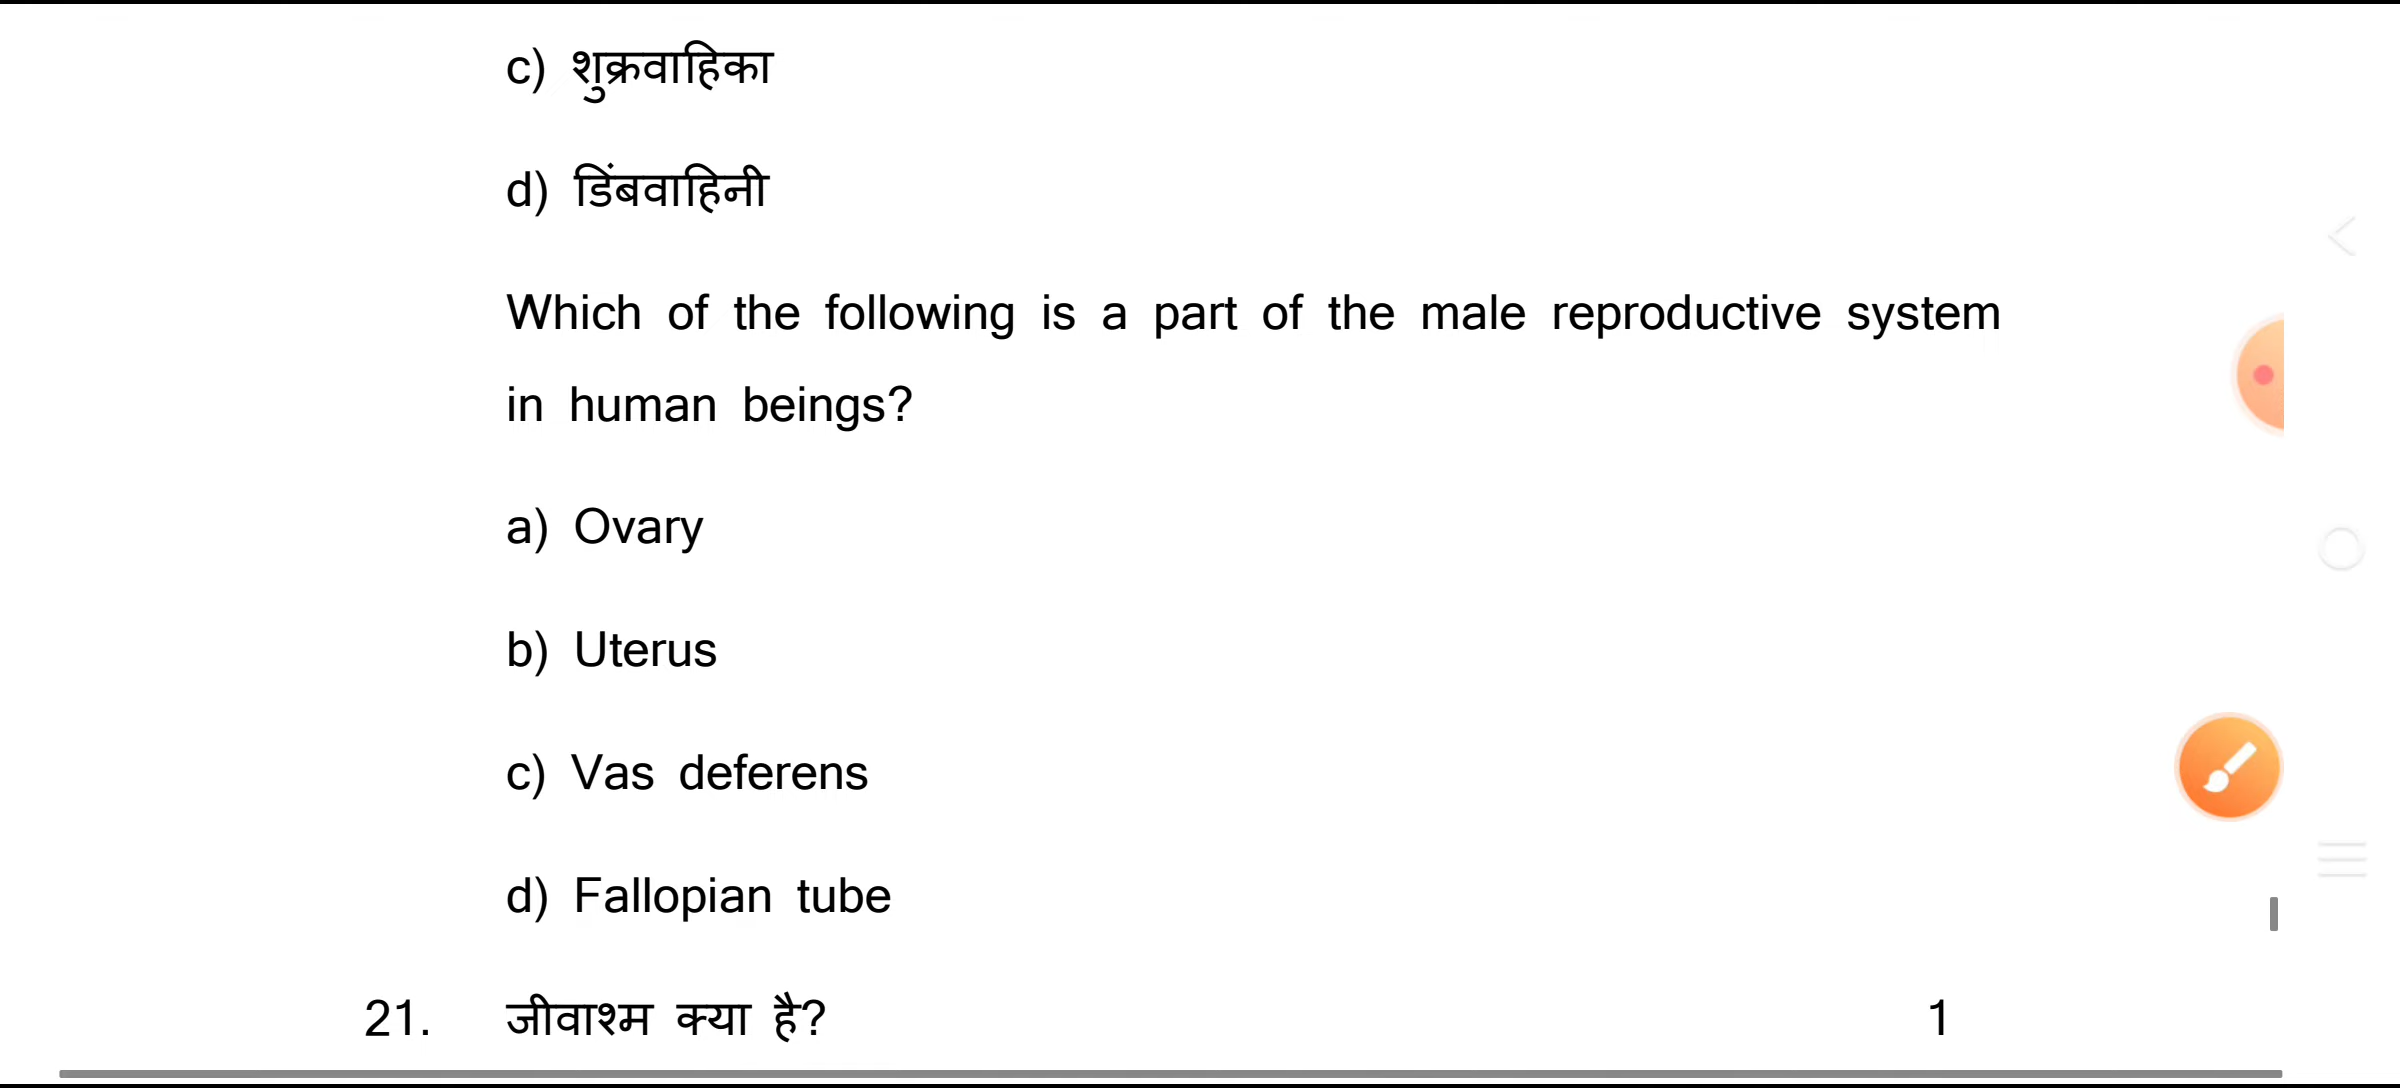 c) शुक्रवाहिका
d) डिंबवाहिनी
Which of the following is a part of the male reproductive system
in human beings?
a) Ovary
b) Uterus
c) Vas deferens
d) Fallopian tube
21. जीवाश्म क्या है? 1